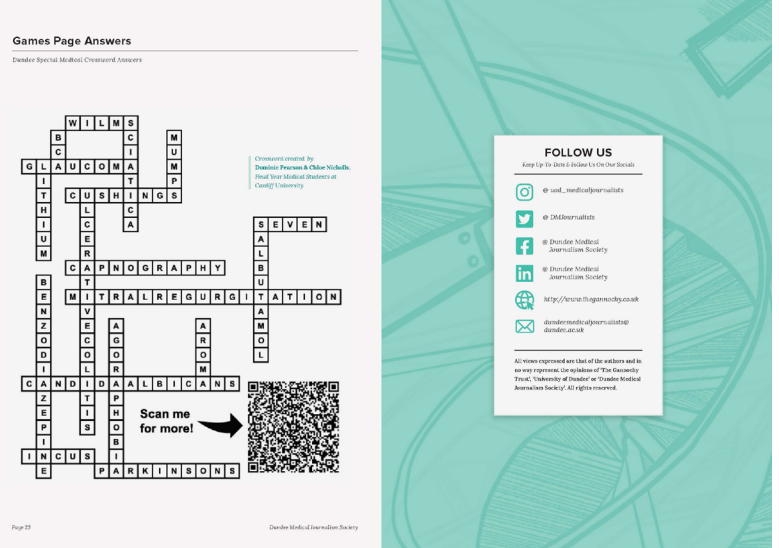 Games Page Answers
Dundee Special Medical Crossword Answers
WILMS
SCIATICA
BCA
MUMPS
GLAUCOMA
LITHIUM
CUSHINGS
ULCERATIVECOLITIS
SEVEN
SALBUTAMOL
CAPNOGRAPHY
BENZODIAZEPINE
MITRALREGURGITATION
AGORAPHOBIA
AROMA
CANDIDAALBICANS
INCUS
PARKINSONS
Crossword created by
Dominic Pearson & Chloe Nicholls.
Final Year Medical Students at
Cardiff University.
Scan me
for more!
Page 23
Dundee Medical Journalism Society
FOLLOW US
Keep Up-To-Date & Follow Us On Our Socials
@ uod_medicaljournalists
@ DMJournalists
@ Dundee Medical
Journalism Society
@ Dundee Medical
Journalism Society
http://www.thegannochy.co.uk
dundeemedicaljournalists@
dundee.ac.uk
All views expressed are that of the authors and in
no way represent the opinions of 'The Gannochy
Trust', 'University of Dundee' or 'Dundee Medical
Journalism Society'. All rights reserved.